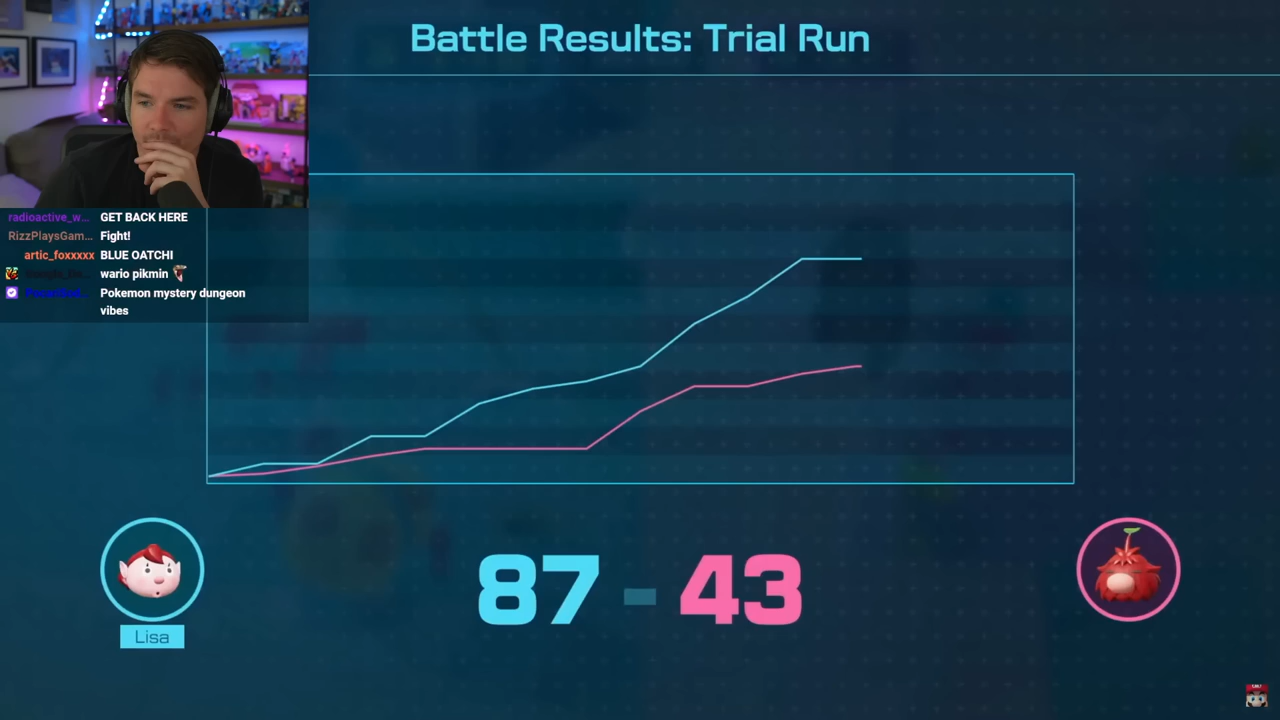 Battle Results: Trial Run
radioactive_w... GET BACK HERE
RizzPlaysGam... Fight!
artic_foxxxxx BLUE OATCHI
wario pikmin
Pokemon mystery dungeon
vibes
87 - 43
Lisa